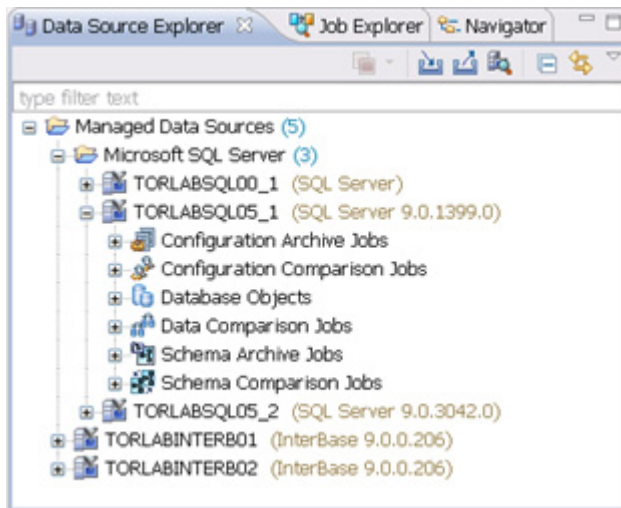 Data Source Explorer Job Explorer Navigator
type filter text
Managed Data Sources (5)
Microsoft SQL Server (3)
TORLABSQL00_1 (SQL Server)
TORLABSQL05_1 (SQL Server 9.0.1399.0)
Configuration Archive Jobs
Configuration Comparison Jobs
Database Objects
Data Comparison Jobs
Schema Archive Jobs
Schema Comparison Jobs
TORLABSQL05_2 (SQL Server 9.0.3042.0)
TORLABINTERB01 (InterBase 9.0.0.206)
TORLABINTERB02 (InterBase 9.0.0.206)